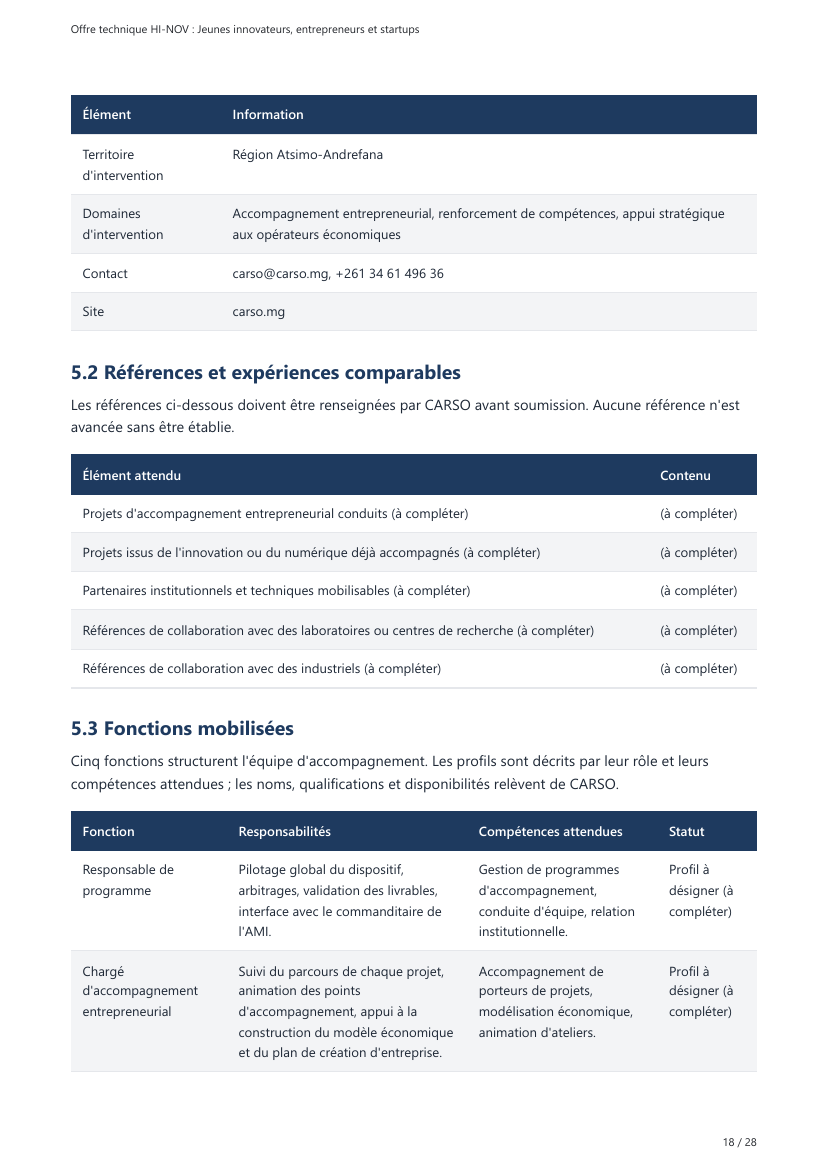 Offre technique HI-NOV : Jeunes innovateurs, entrepreneurs et startups
Élément Information
Territoire d'intervention Région Atsimo-Andrefana
Domaines d'intervention Accompagnement entrepreneurial, renforcement de compétences, appui stratégique
aux opérateurs économiques
Contact carso@carso.mg, +261 34 61 496 36
Site carso.mg
5.2 Références et expériences comparables
Les références ci-dessous doivent être renseignées par CARSO avant soumission. Aucune référence n'est
avancée sans être établie.
Élément attendu Contenu
Projets d'accompagnement entrepreneurial conduits (à compléter) (à compléter)
Projets issus de l'innovation ou du numérique déjà accompagnés (à compléter) (à compléter)
Partenaires institutionnels et techniques mobilisables (à compléter) (à compléter)
Références de collaboration avec des laboratoires ou centres de recherche (à compléter) (à compléter)
Références de collaboration avec des industriels (à compléter) (à compléter)
5.3 Fonctions mobilisées
Cinq fonctions structurent l'équipe d'accompagnement. Les profils sont décrits par leur rôle et leurs
compétences attendues ; les noms, qualifications et disponibilités relèvent de CARSO.
Fonction Responsabilités Compétences attendues Statut
Responsable de
programme
Pilotage global du dispositif,
arbitrages, validation des livrables,
interface avec le commanditaire de
l'AMI.
Gestion de programmes
d'accompagnement,
conduite d'équipe, relation
institutionnelle.
Profil à
désigner (à
compléter)
Chargé
d'accompagnement
entrepreneurial
Suivi du parcours de chaque projet,
animation des points
d'accompagnement, appui à la
construction du modèle économique
et du plan de création d'entreprise.
Accompagnement de
porteurs de projets,
modélisation économique,
animation d'ateliers.
Profil à
désigner (à
compléter)
18 / 28